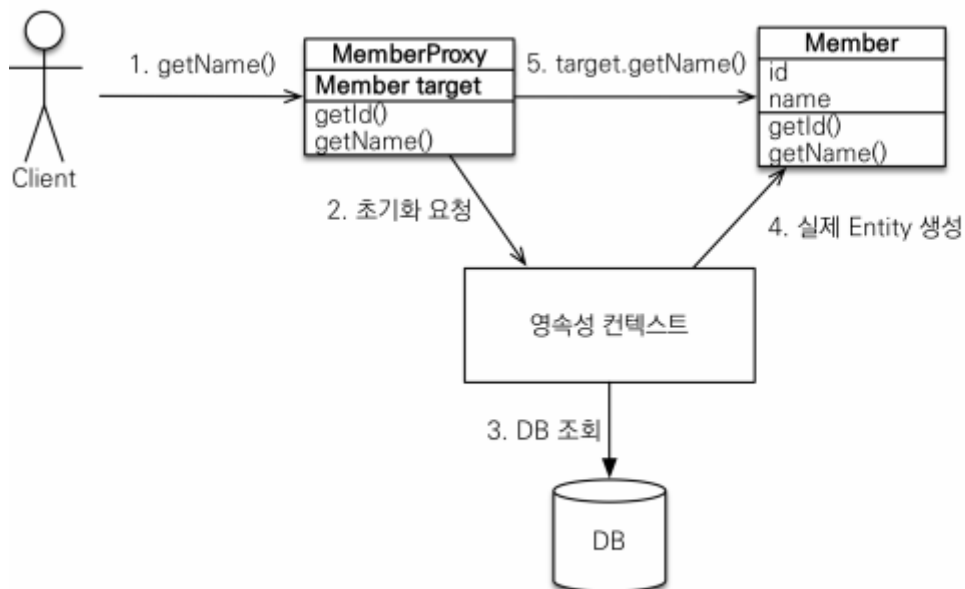 1. getName()
MemberProxy
Member target
getId()
getName()
5. target.getName()
Member
id
name
getId()
getName()
Client
2. 초기화 요청
4. 실제 Entity 생성
영속성 컨텍스트
3. DB 조회
DB